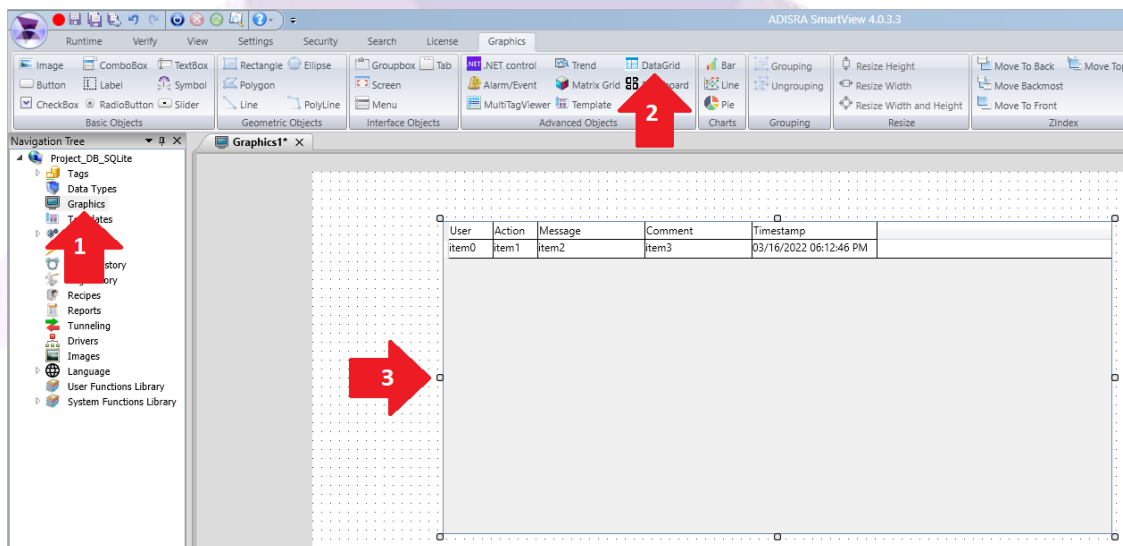 ADISRA SmartView 4.0.3.3
Runtime Verify View Settings Security Search License Graphics
Image ComboBox TextBox Rectangle Ellipse Groupbox Tab .NET control Trend DataGrid Bar Grouping Resize Height Move To Back Move Top
Button Label Symbol Polygon Screen Alarm/Event Matrix Grid Line Ungrouping Resize Width Move Backmost
CheckBox RadioButton Slider Line PolyLine Menu MultiTagViewer Template Pie Resize Width and Height Move To Front
Basic Objects Geometric Objects Interface Objects Advanced Objects Charts Grouping Resize ZIndex
2
Navigation Tree
Graphics1*
Project_DB_SQLite
Tags
Data Types
Graphics
1
Recipes
Reports
Tunneling
Drivers
Images
Language
User Functions Library
System Functions Library
User Action Message Comment Timestamp
item0 item1 item2 item3 03/16/2022 06:12:46 PM
3